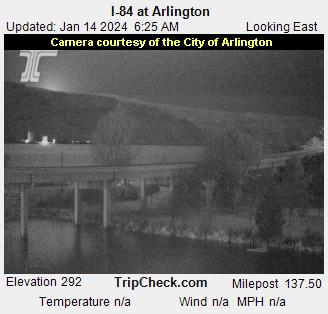 I-84 at Arlington
Updated: Jan 14 2024 6:25 AM Looking East
Camera courtesy of the City of Arlington
Elevation 292 TripCheck.com Milepost 137.50
Temperature n/a Wind n/a MPH n/a